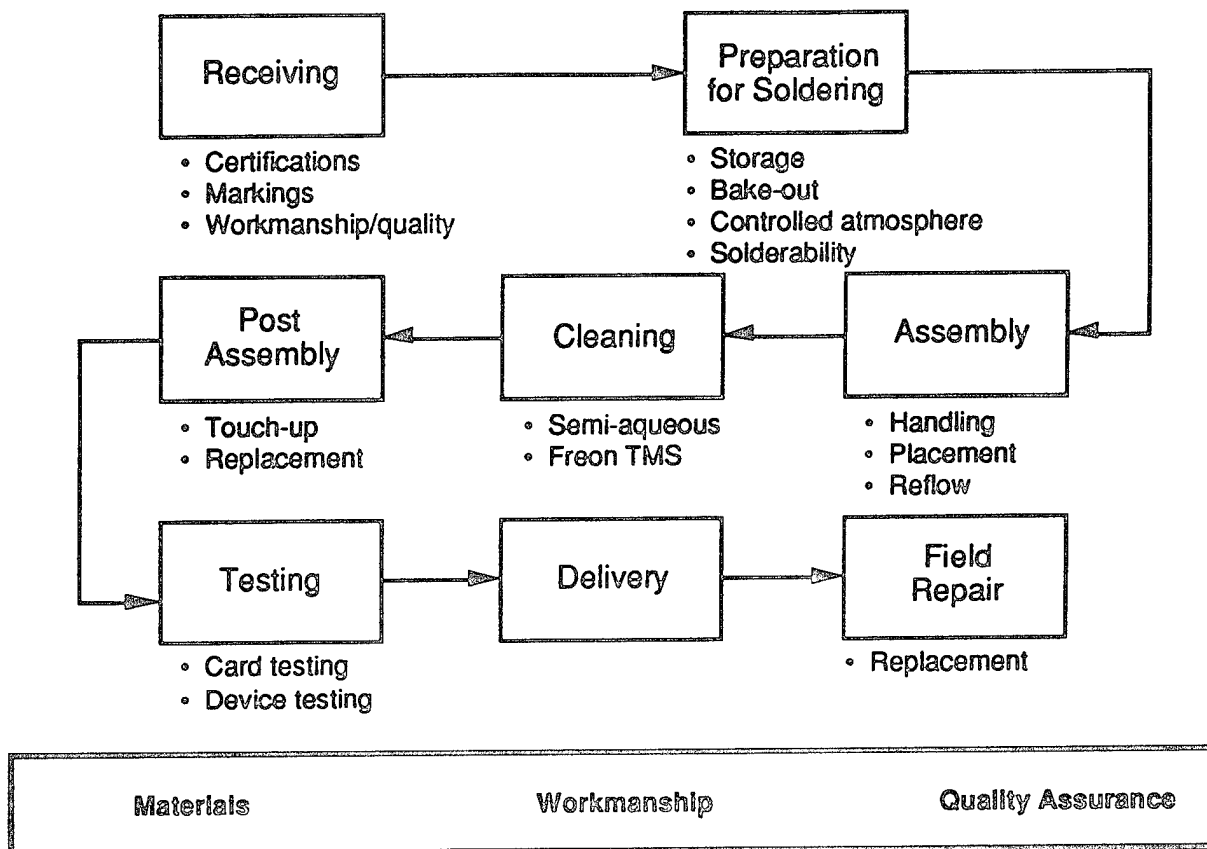 Receiving
• Certifications
• Markings
• Workmanship/quality
Preparation
for Soldering
• Storage
• Bake-out
• Controlled atmosphere
• Solderability
Assembly
• Handling
• Placement
• Reflow
Cleaning
• Semi-aqueous
• Freon TMS
Post
Assembly
• Touch-up
• Replacement
Testing
• Card testing
• Device testing
Delivery
Field
Repair
• Replacement
Materials
Workmanship
Quality Assurance